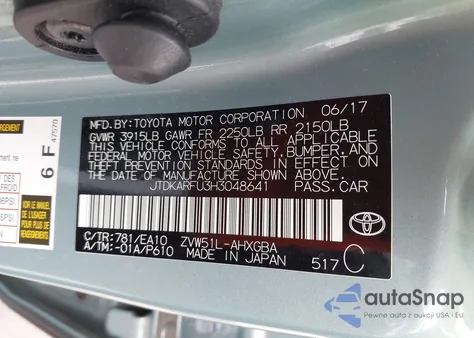 MFD.BY:TOYOTA MOTOR CORPORATION 06/17
GVWR 3915LB GAWR FR 2250LB RR 2150LB
THIS VEHICLE CONFORMS TO ALL APPLICABLE
FEDERAL MOTOR VEHICLE SAFETY, BUMPER, AND
THEFT PREVENTION STANDARDS IN EFFECT ON
THE DATE OF MANUFACTURE SHOWN ABOVE.
JTDKARFU3H3048641 PASS.CAR
C/TR: 781/EA10 ZVW51L-AHXGBA
A/TM: -01A/P610 MADE IN JAPAN 517C
TOYOTA
6 F 47570
autaSnap
Pewne auta z USA i EU